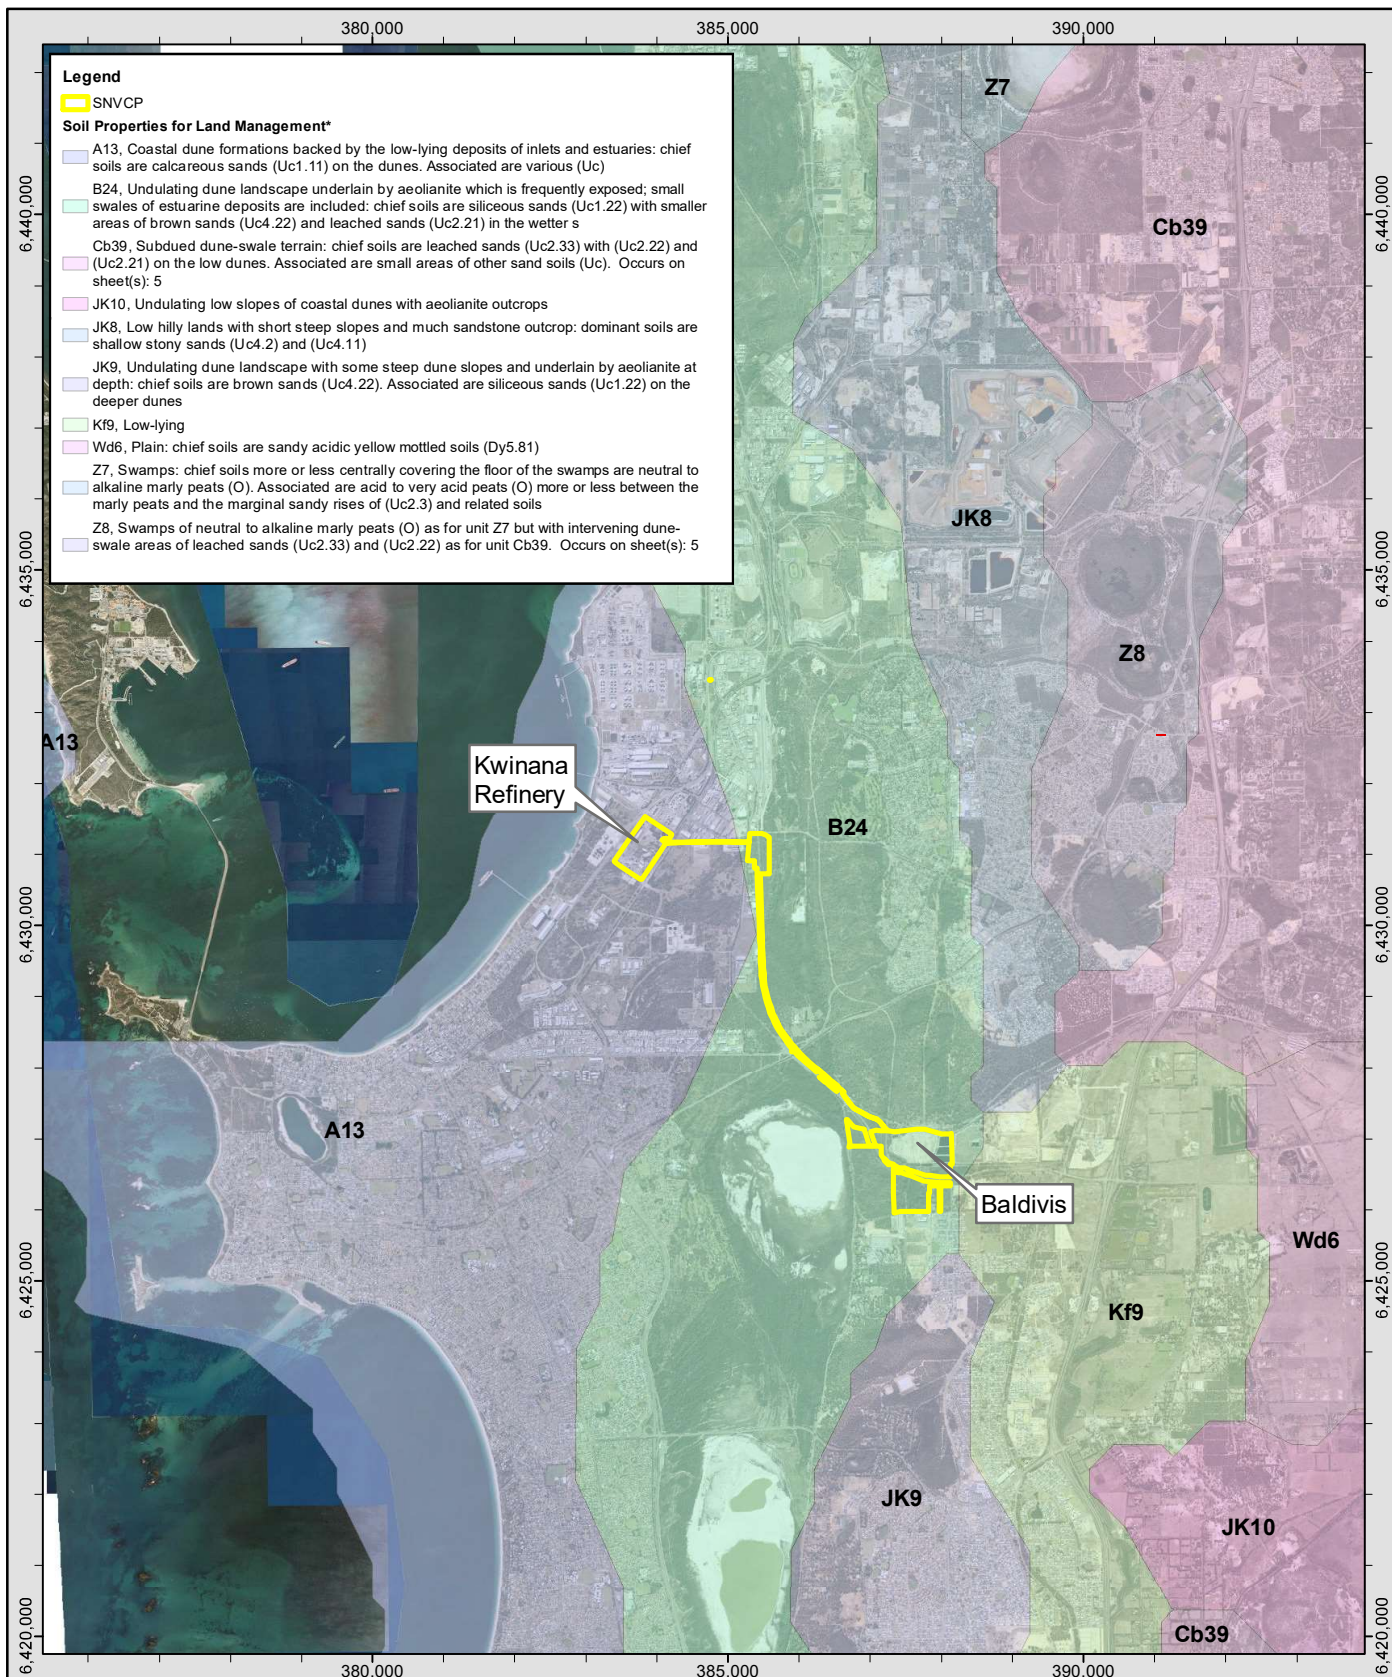 380,000
385,000
390,000
Legend
SNVCP
Soil Properties for Land Management*
A13, Coastal dune formations backed by the low-lying deposits of inlets and estuaries: chief
soils are calcareous sands (Uc1.11) on the dunes. Associated are various (Uc)
B24, Undulating dune landscape underlain by aeolianite which is frequently exposed; small
swales of estuarine deposits are included: chief soils are siliceous sands (Uc1.22) with smaller
areas of brown sands (Uc4.22) and leached sands (Uc2.21) in the wetter s
Cb39, Subdued dune-swale terrain: chief soils are leached sands (Uc2.33) with (Uc2.22) and
(Uc2.21) on the low dunes. Associated are small areas of other sand soils (Uc). Occurs on
sheet(s): 5
JK10, Undulating low slopes of coastal dunes with aeolianite outcrops
JK8, Low hilly lands with short steep slopes and much sandstone outcrop: dominant soils are
shallow stony sands (Uc4.2) and (Uc4.11)
JK9, Undulating dune landscape with some steep dune slopes and underlain by aeolianite at
depth: chief soils are brown sands (Uc4.22). Associated are siliceous sands (Uc1.22) on the
deeper dunes
Kf9, Low-lying
Wd6, Plain: chief soils are sandy acidic yellow mottled soils (Dy5.81)
Z7, Swamps: chief soils more or less centrally covering the floor of the swamps are neutral to
alkaline marly peats (O). Associated are acid to very acid peats (O) more or less between the
marly peats and the marginal sandy rises of (Uc2.3) and related soils
Z8, Swamps of neutral to alkaline marly peats (O) as for unit Z7 but with intervening dune-
swale areas of leached sands (Uc2.33) and (Uc2.22) as for unit Cb39. Occurs on sheet(s): 5
Z7
6,440,000
Cb39
6,440,000
JK8
6,435,000
6,435,000
Z8
A13
Kwinana
Refinery
B24
6,430,000
6,430,000
A13
Baldivis
Wd6
6,425,000
6,425,000
Kf9
JK9
JK10
Cb39
6,420,000
6,420,000
380,000
385,000
390,000